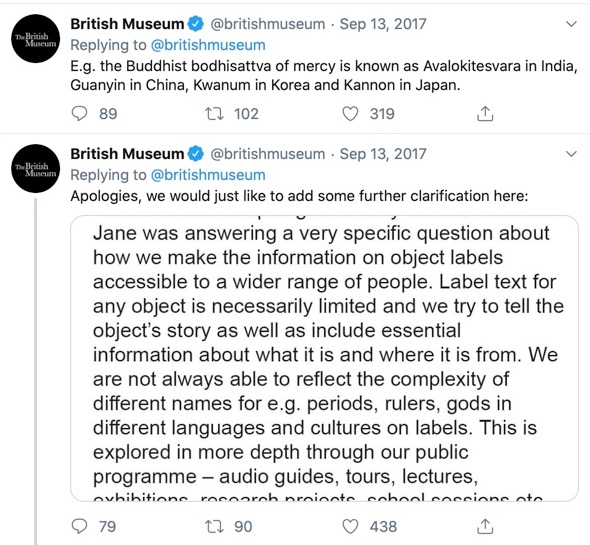 The British Museum
British Museum @britishmuseum · Sep 13, 2017
Replying to @britishmuseum
E.g. the Buddhist bodhisattva of mercy is known as Avalokitesvara in India,
Guanyin in China, Kwanum in Korea and Kannon in Japan.
89 102 319
The British Museum
British Museum @britishmuseum · Sep 13, 2017
Replying to @britishmuseum
Apologies, we would just like to add some further clarification here:
Jane was answering a very specific question about
how we make the information on object labels
accessible to a wider range of people. Label text for
any object is necessarily limited and we try to tell the
object's story as well as include essential
information about what it is and where it is from. We
are not always able to reflect the complexity of
different names for e.g. periods, rulers, gods in
different languages and cultures on labels. This is
explored in more depth through our public
programme – audio guides, tours, lectures,
exhibitions, research projects, school sessions etc
79 90 438